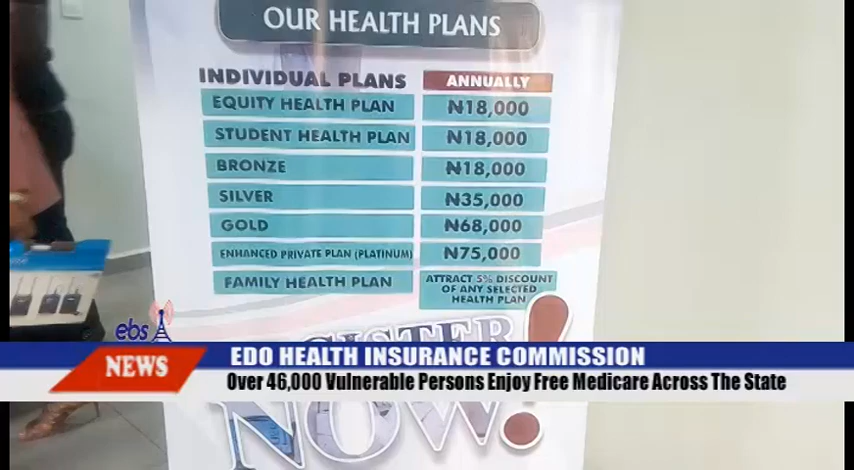 OUR HEALTH PLANS
INDIVIDUAL PLANS ANNUALLY
EQUITY HEALTH PLAN ₦18,000
STUDENT HEALTH PLAN ₦18,000
BRONZE ₦18,000
SILVER ₦35,000
GOLD ₦68,000
ENHANCED PRIVATE PLAN (PLATINUM) ₦75,000
FAMILY HEALTH PLAN ATTRACT 5% DISCOUNT
OF ANY SELECTED
HEALTH PLAN
ebs
NEWS
EDO HEALTH INSURANCE COMMISSION
Over 46,000 Vulnerable Persons Enjoy Free Medicare Across The State
NOW!